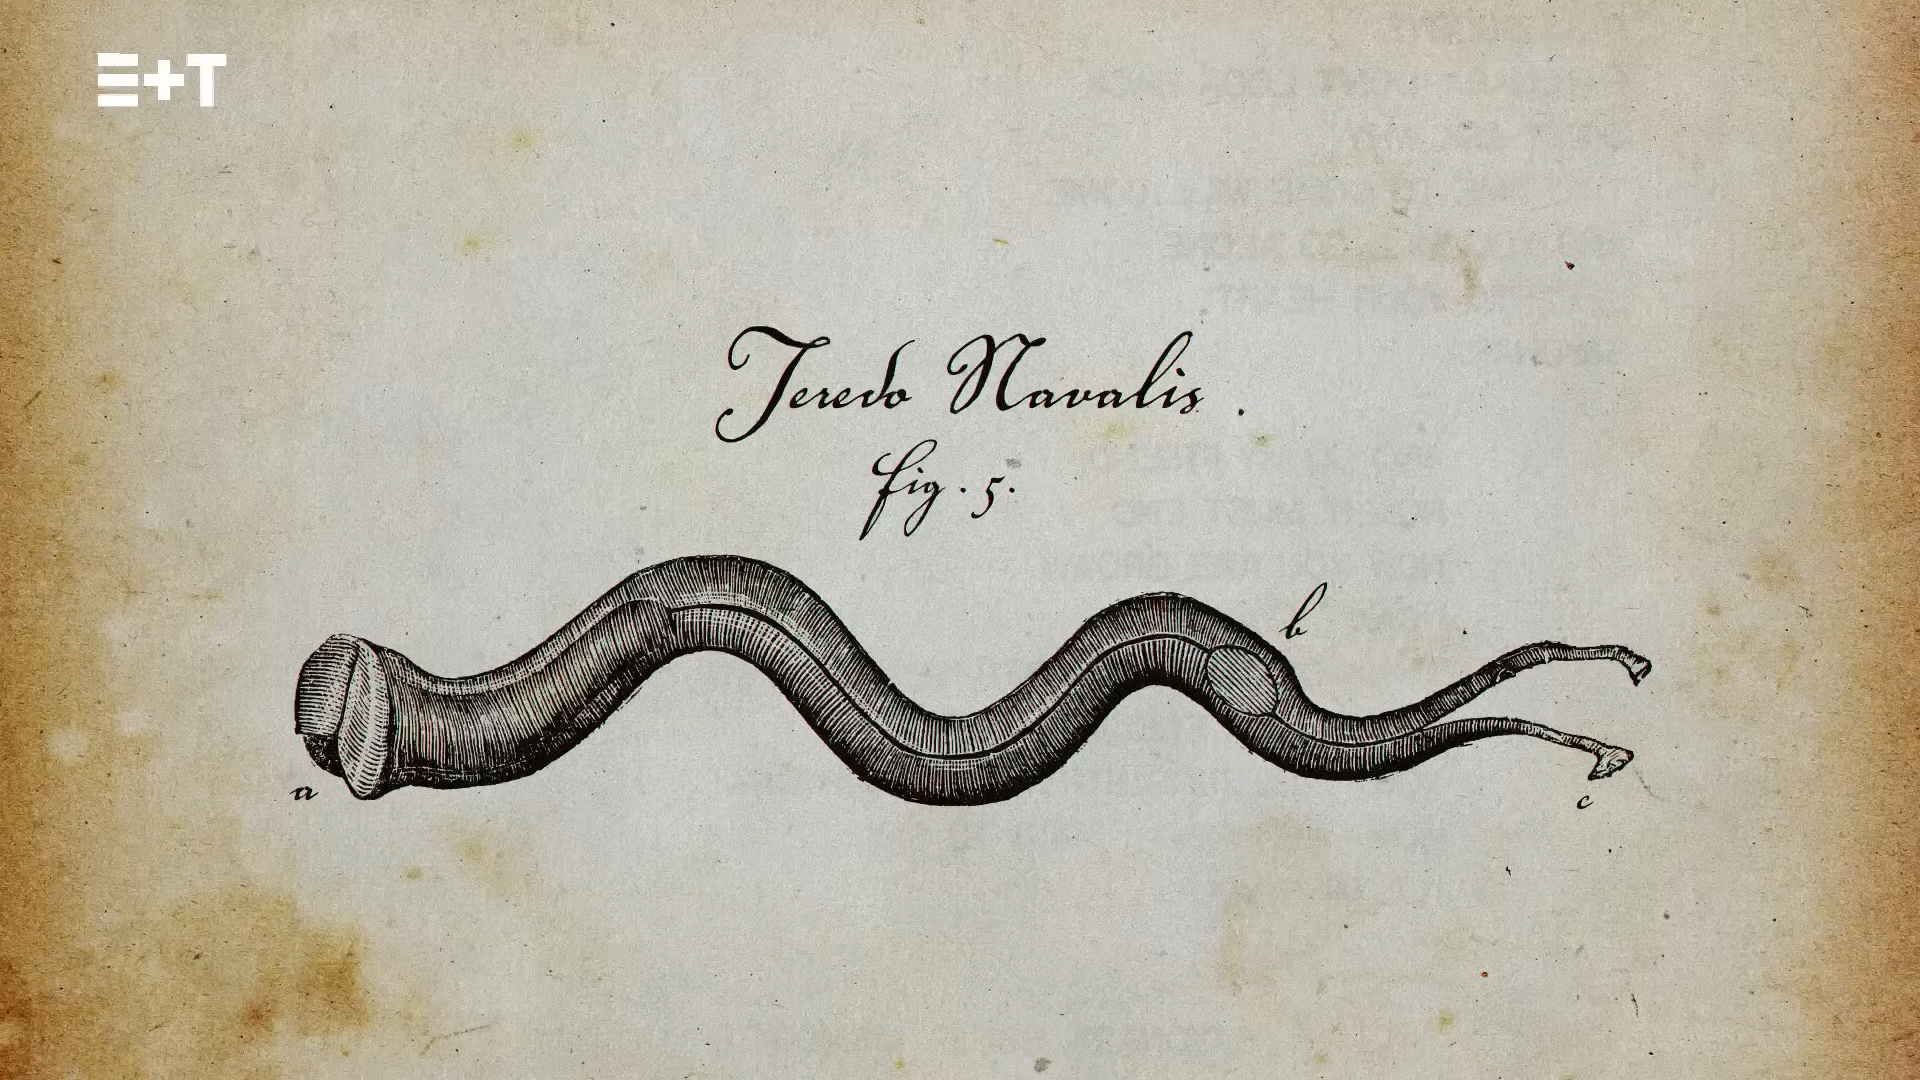 E+T
Teredo Navalis.
fig. 5.
b
a
c